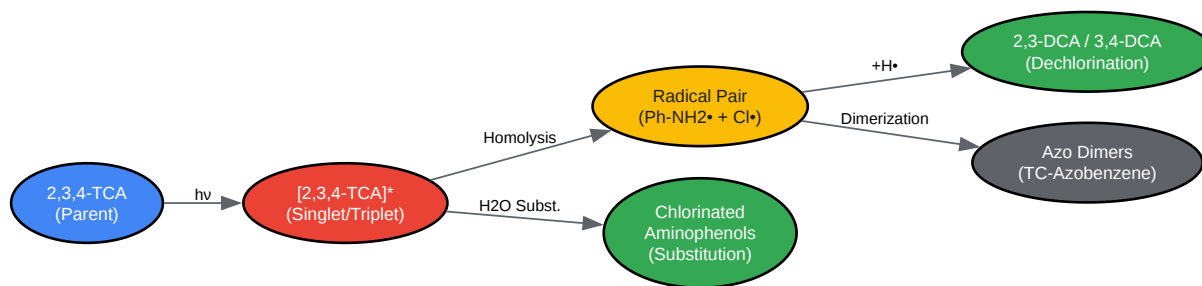 2,3,4-TCA
(Parent)
hν
[2,3,4-TCA]*
(Singlet/Triplet)
Homolysis
H2O Subst.
Radical Pair
(Ph-NH2• + Cl•)
Chlorinated
Aminophenols
(Substitution)
+H•
Dimerization
2,3-DCA / 3,4-DCA
(Dechlorination)
Azo Dimers
(TC-Azobenzene)